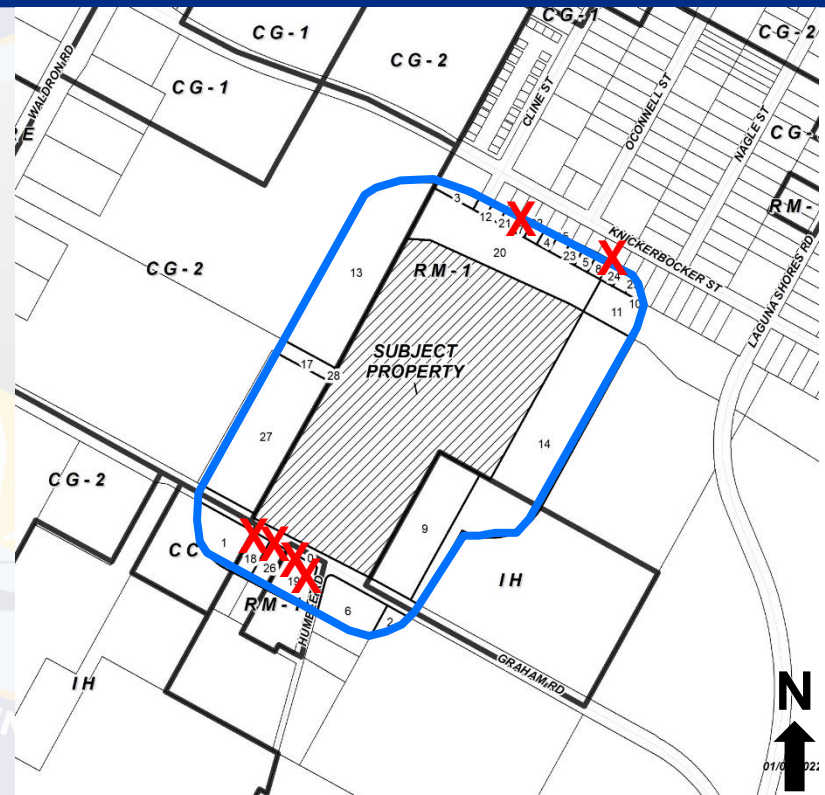 CG-1
CG-2
CG-1
CG-2
CG-1
WALDRON RD
CLINE ST
OCONNELL ST
NAGLE ST
CG-
E
RM-
3
12
21
4
23
5
8
24
10
KNICKERBOCKER ST
LAGUNA SHORES RD
CG-2
13
20
RM-1
11
SUBJECT
PROPERTY
17
28
27
14
CG-2
9
CC
1
18
26
19
RM-1
HUMBLE RD
6
2
IH
IH
GRAHAM RD
N